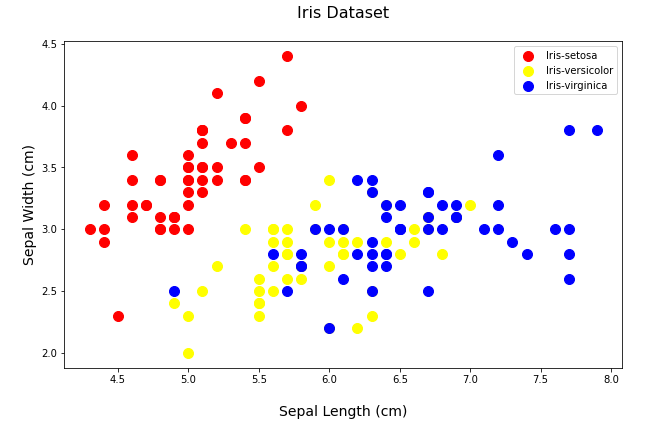 Iris Dataset
Iris-setosa
Iris-versicolor
Iris-virginica
Sepal Width (cm)
4.5
4.0
3.5
3.0
2.5
2.0
4.5 5.0 5.5 6.0 6.5 7.0 7.5 8.0
Sepal Length (cm)